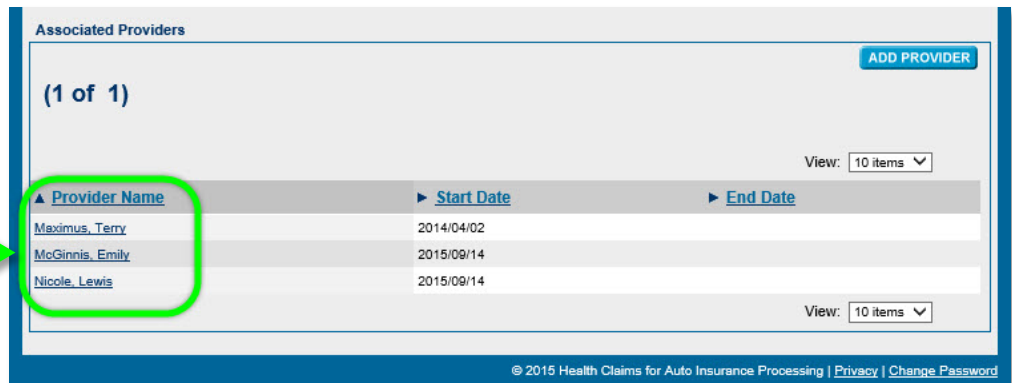 Associated Providers
ADD PROVIDER
(1 of 1)
View: 10 items
Provider Name Start Date End Date
Maximus, Terry 2014/04/02
McGinnis, Emily 2015/09/14
Nicole, Lewis 2015/09/14
View: 10 items
© 2015 Health Claims for Auto Insurance Processing | Privacy | Change Password